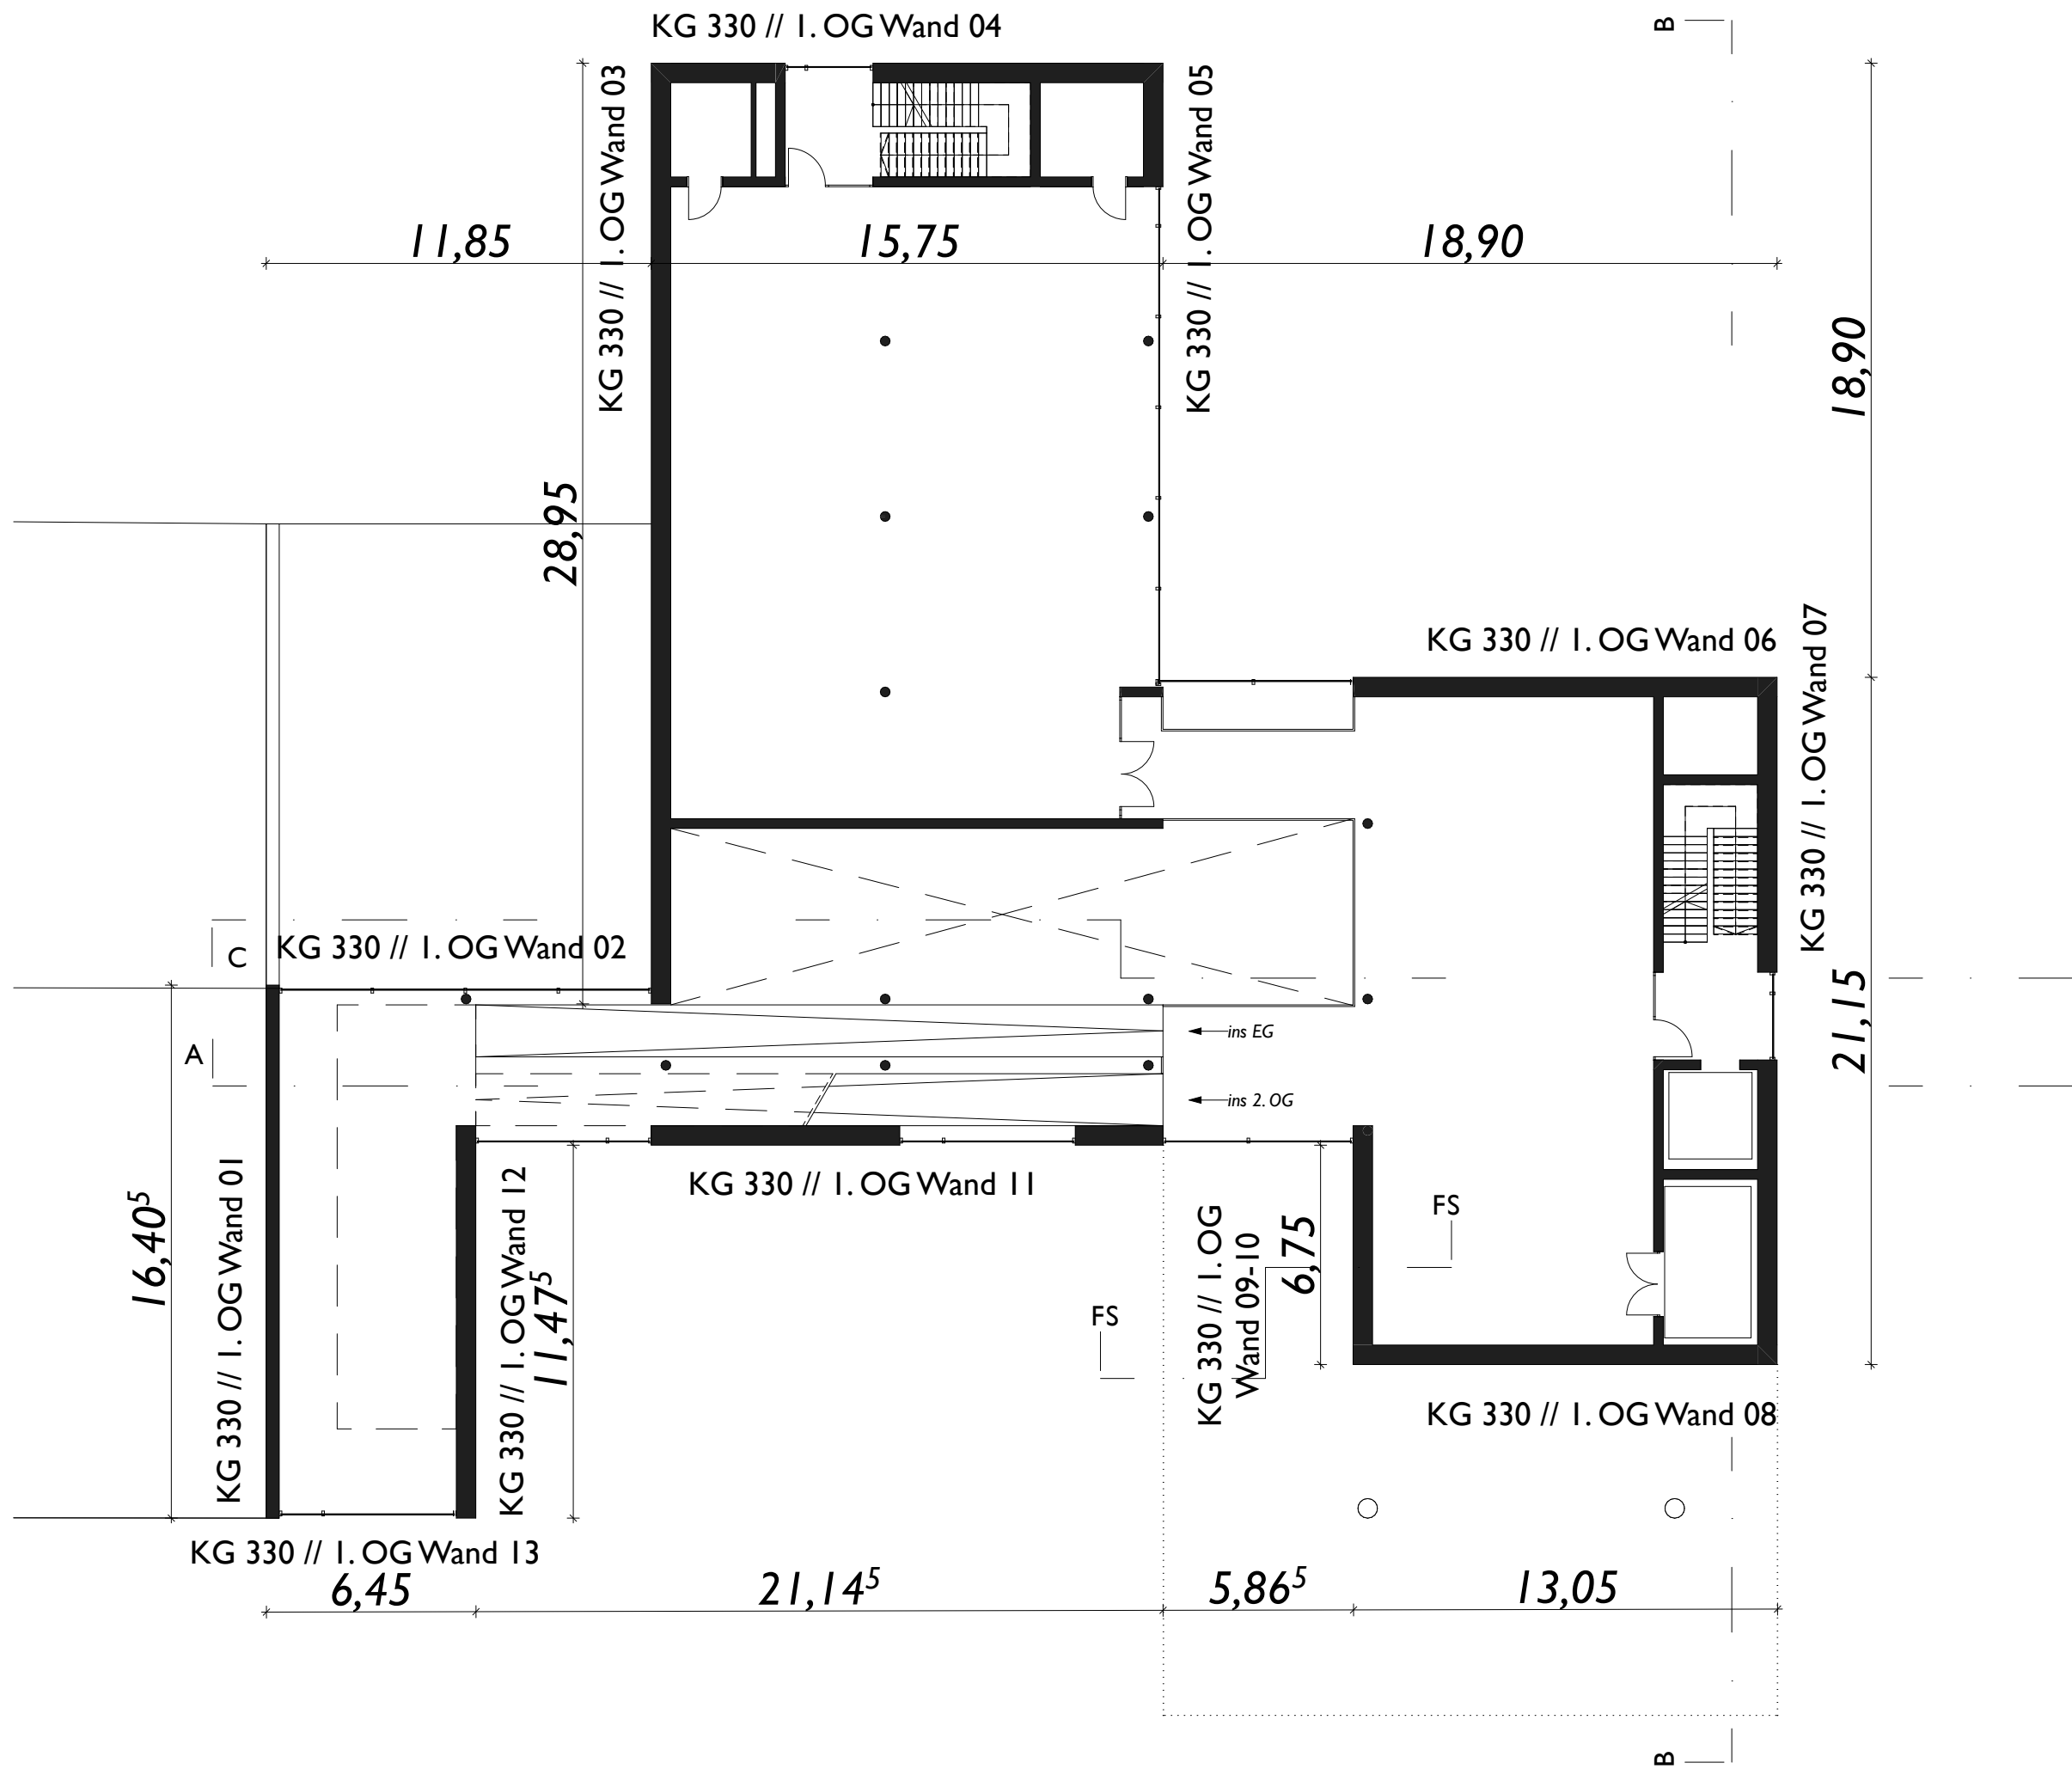 KG 330 // 1. OG Wand 04
B
KG 330 // 1. OG Wand 03
KG 330 // 1. OG Wand 05
11,85
15,75
18,90
18,90
28,95
KG 330 // 1. OG Wand 06
KG 330 // 1. OG Wand 07
C
KG 330 // 1. OG Wand 02
21,15
A
ins EG
ins 2. OG
KG 330 // 1. OG Wand 11
16,40⁵
KG 330 // 1. OG Wand 01
KG 330 // 1. OG Wand 12
11,47⁵
KG 330 // 1. OG
Wand 09-10
6,75
FS
FS
KG 330 // 1. OG Wand 08
KG 330 // 1. OG Wand 13
6,45
21,14⁵
5,86⁵
13,05
B